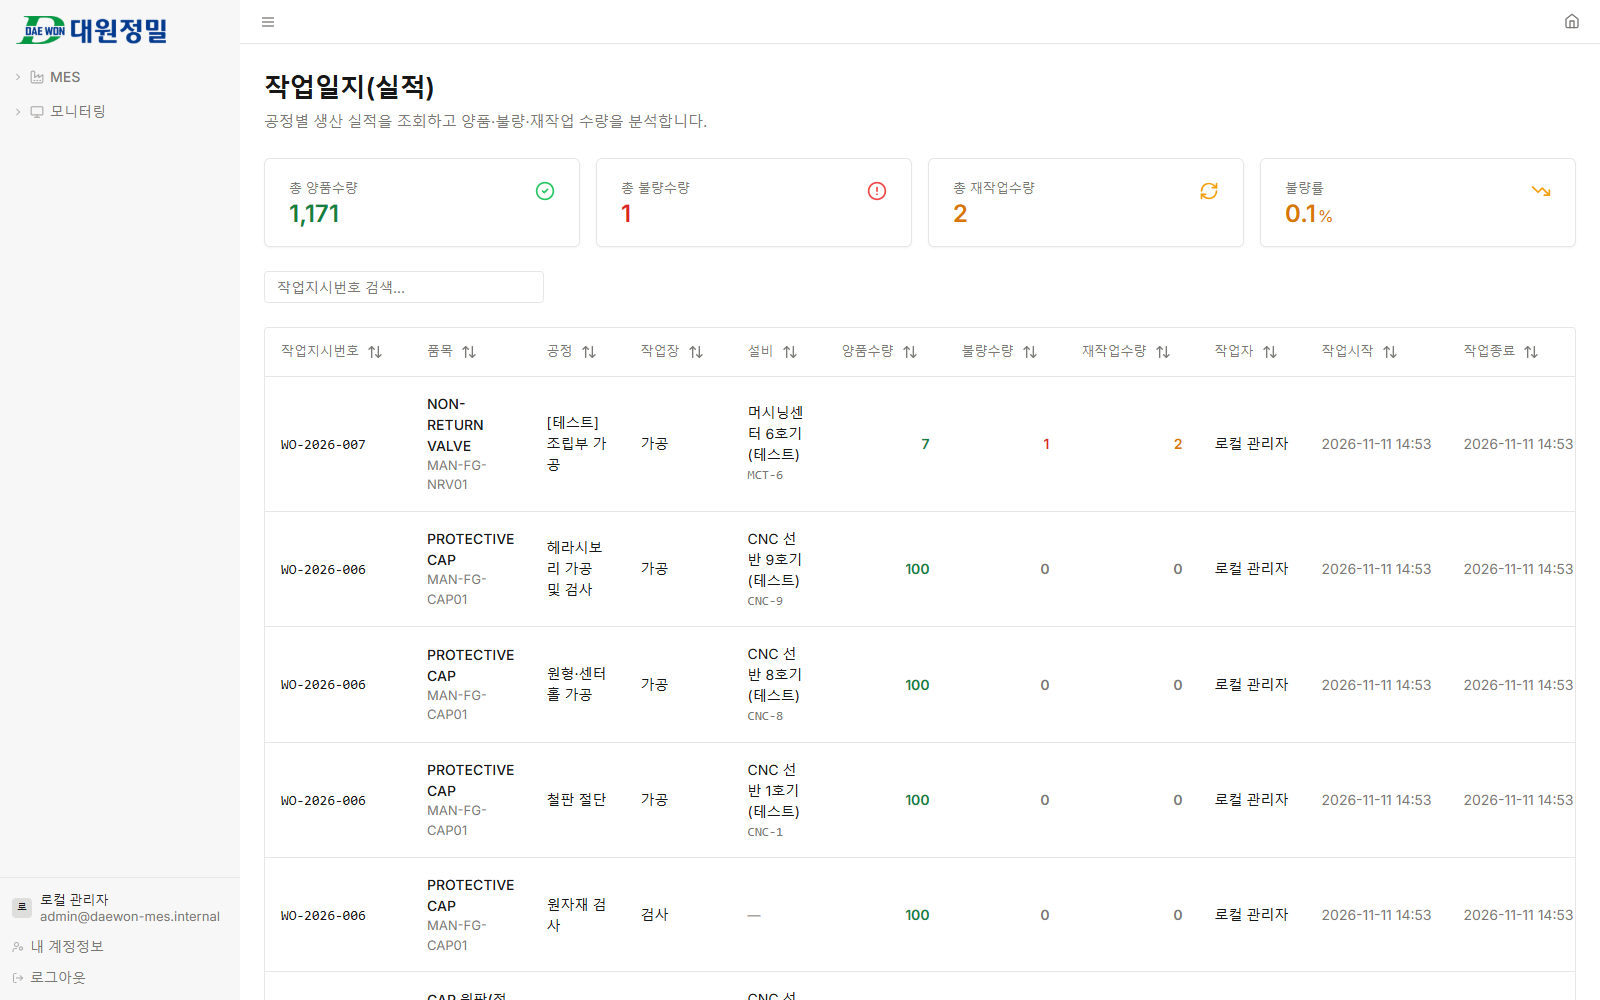 DAE WON 대원정밀
MES
모니터링
작업일지(실적)
공정별 생산 실적을 조회하고 양품·불량·재작업 수량을 분석합니다.
총 양품수량
1,171
총 불량수량
1
총 재작업수량
2
불량률
0.1%
작업지시번호 검색...
작업지시번호 품목 공정 작업장 설비 양품수량 불량수량 재작업수량 작업자 작업시작 작업종료
WO-2026-007
NON-
RETURN
VALVE
MAN-FG-
NRV01
[테스트]
조립부 가
공
가공
머시닝센
터 6호기
(테스트)
MCT-6
7
1
2
로컬 관리자
2026-11-11 14:53
2026-11-11 14:53
WO-2026-006
PROTECTIVE
CAP
MAN-FG-
CAP01
헤라시보
리 가공
및 검사
가공
CNC 선
반 9호기
(테스트)
CNC-9
100
0
0
로컬 관리자
2026-11-11 14:53
2026-11-11 14:53
WO-2026-006
PROTECTIVE
CAP
MAN-FG-
CAP01
원형·센터
홀 가공
가공
CNC 선
반 8호기
(테스트)
CNC-8
100
0
0
로컬 관리자
2026-11-11 14:53
2026-11-11 14:53
WO-2026-006
PROTECTIVE
CAP
MAN-FG-
CAP01
철판 절단
가공
CNC 선
반 1호기
(테스트)
CNC-1
100
0
0
로컬 관리자
2026-11-11 14:53
2026-11-11 14:53
WO-2026-006
PROTECTIVE
CAP
MAN-FG-
CAP01
원자재 검
사
검사
—
100
0
0
로컬 관리자
2026-11-11 14:53
2026-11-11 14:53
CAP 원판(절
CNC 선
로
로컬 관리자
admin@daewon-mes.internal
내 계정정보
로그아웃